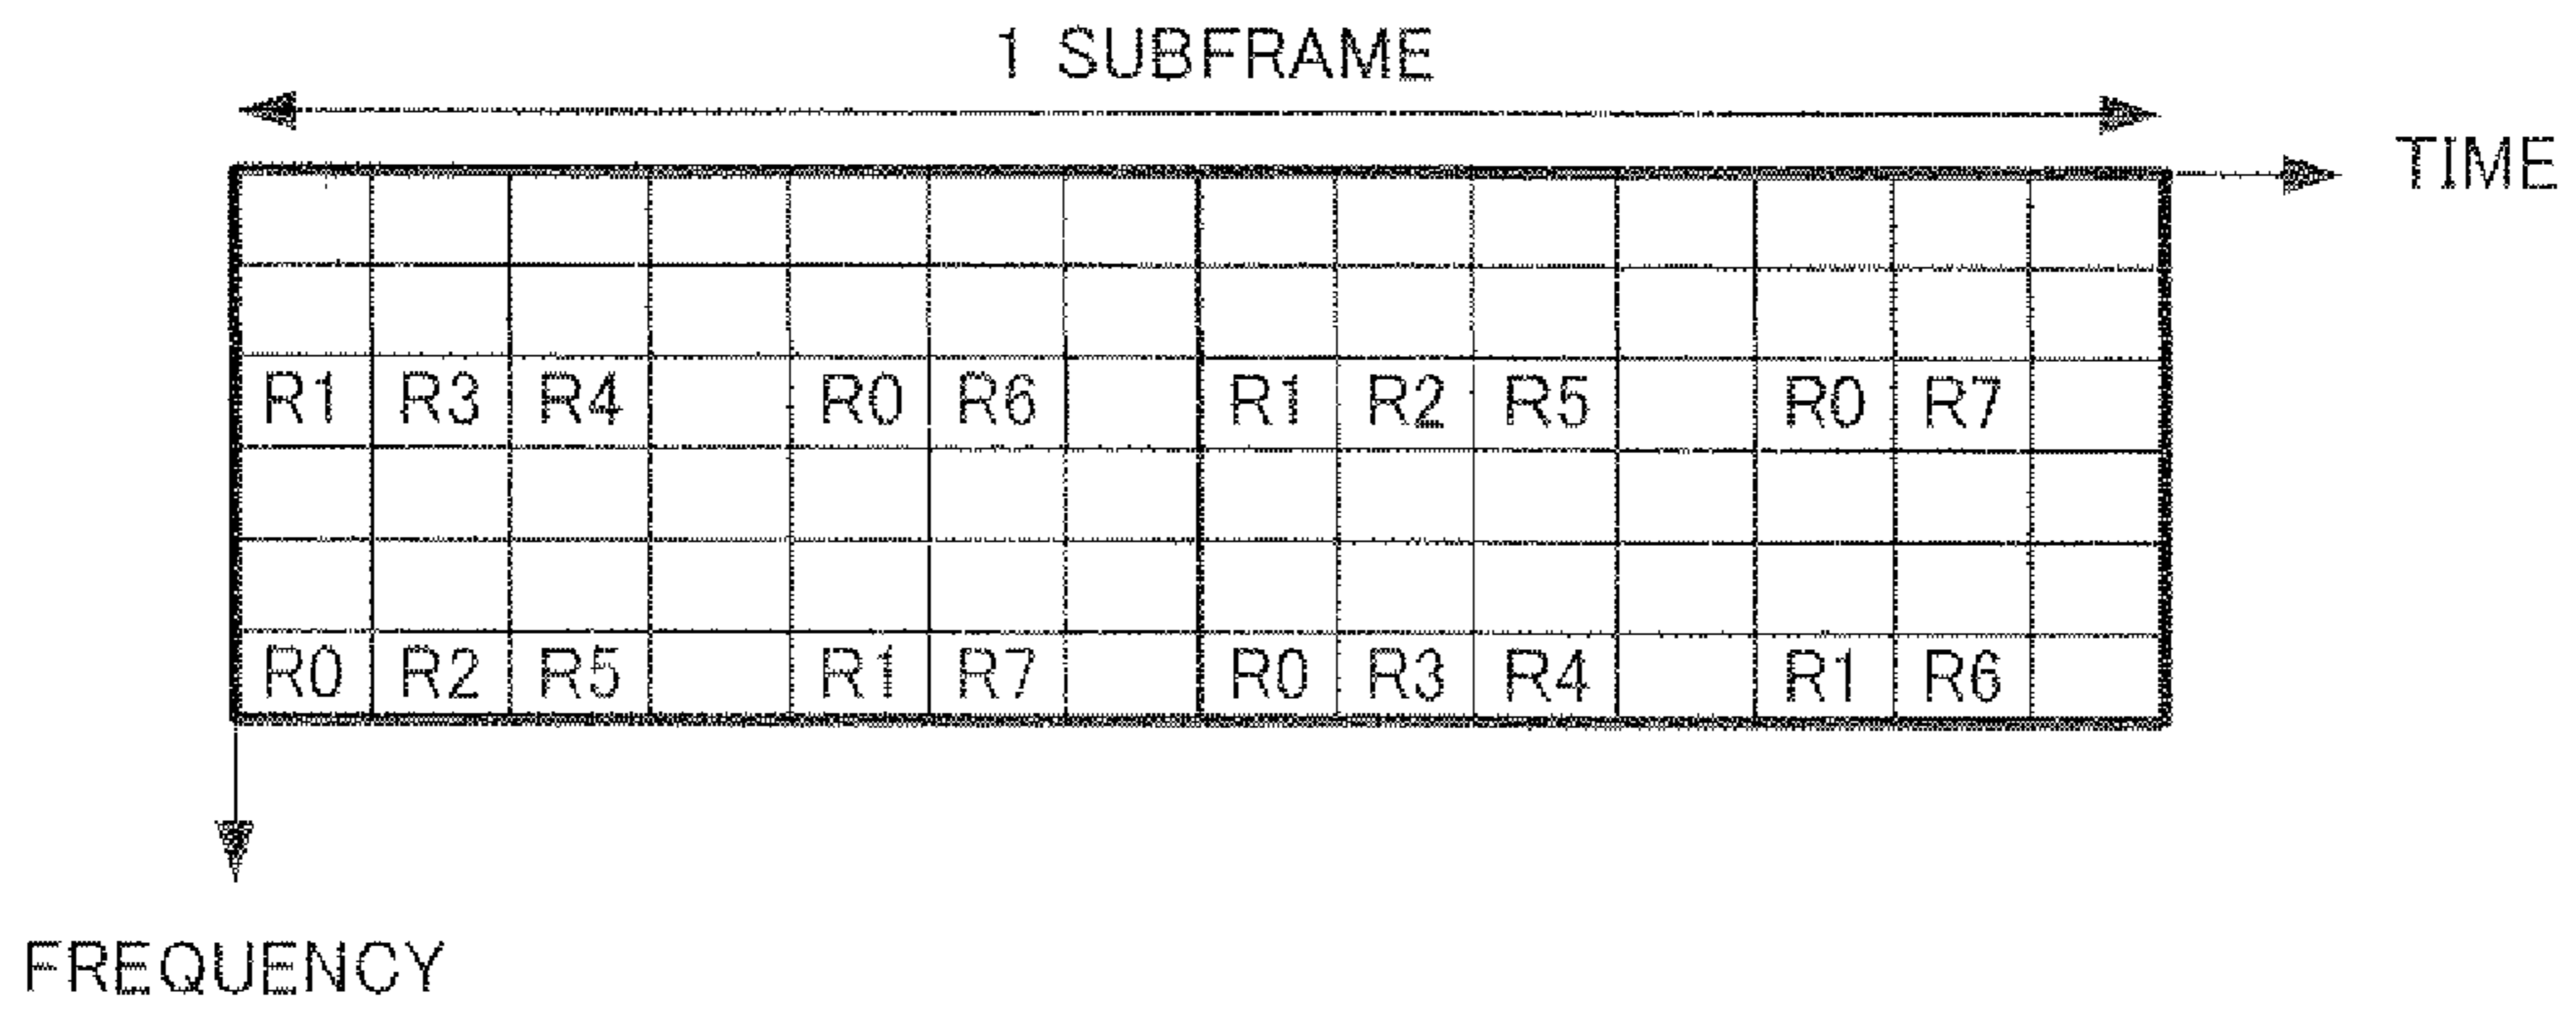 1 SUBFRAME
TIME
R1 R3 R4 R0 R6 R1 R2 R5 R0 R7
R0 R2 R5 R1 R7 R0 R3 R4 R1 R6
FREQUENCY